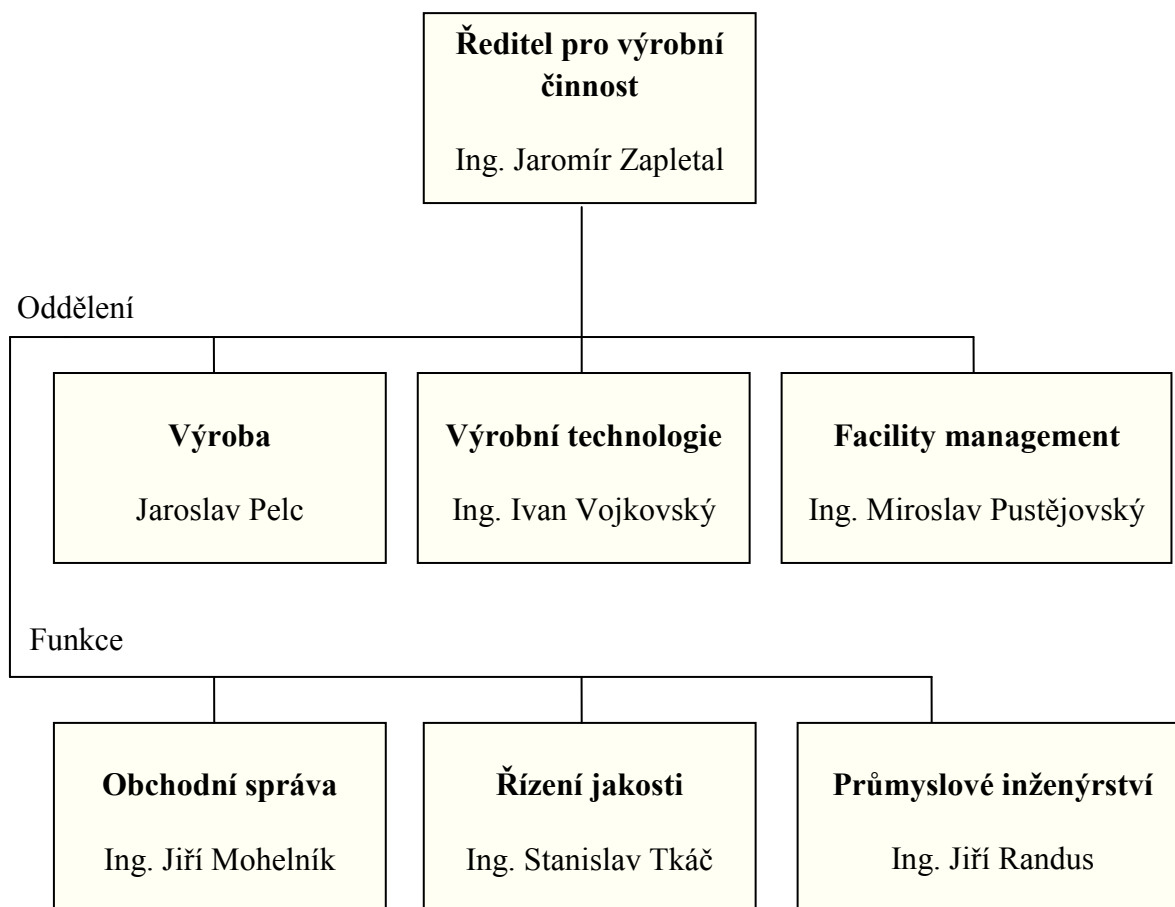 Ředitel pro výrobní
činnost
Ing. Jaromír Zapletal
Oddělení
Výroba
Jaroslav Pelc
Výrobní technologie
Ing. Ivan Vojkovský
Facility management
Ing. Miroslav Pustějovský
Funkce
Obchodní správa
Ing. Jiří Mohelník
Řízení jakosti
Ing. Stanislav Tkáč
Průmyslové inženýrství
Ing. Jiří Randus